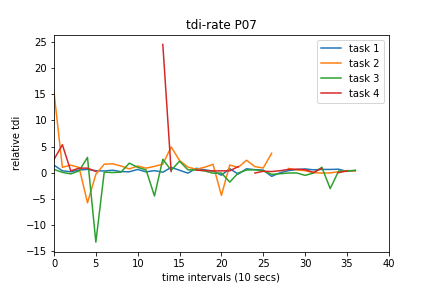 tdi-rate P07
25
20
15
10
5
0
−5
−10
−15
relative tdi
task 1
task 2
task 3
task 4
0 5 10 15 20 25 30 35 40
time intervals (10 secs)